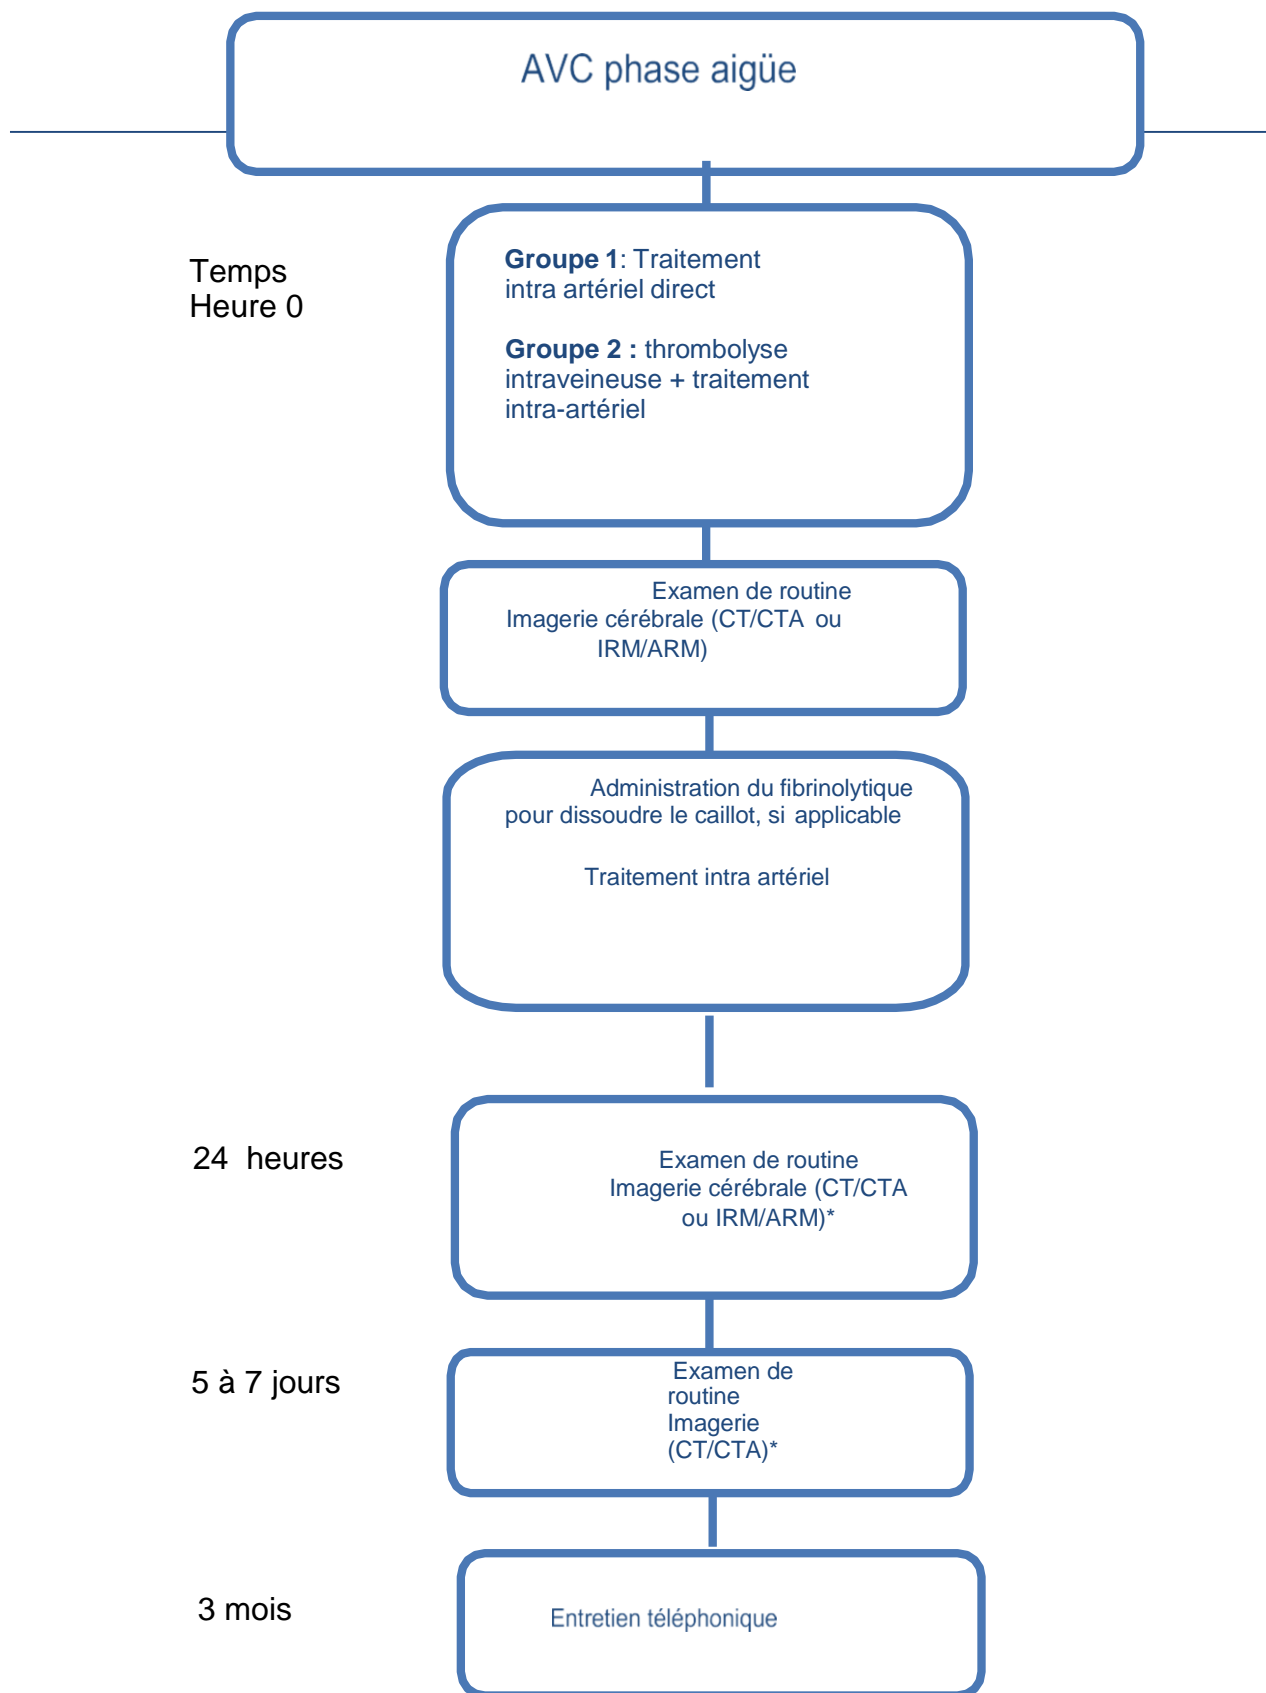 AVC phase aigüe
Temps
Heure 0
Groupe 1: Traitement
intra artériel direct
Groupe 2 : thrombolyse
intraveineuse + traitement
intra-artériel
Examen de routine
Imagerie cérébrale (CT/CTA ou
IRM/ARM)
Administration du fibrinolytique
pour dissoudre le caillot, si applicable
Traitement intra artériel
24 heures
Examen de routine
Imagerie cérébrale (CT/CTA
ou IRM/ARM)*
5 à 7 jours
Examen de
routine
Imagerie
(CT/CTA)*
3 mois
Entretien téléphonique